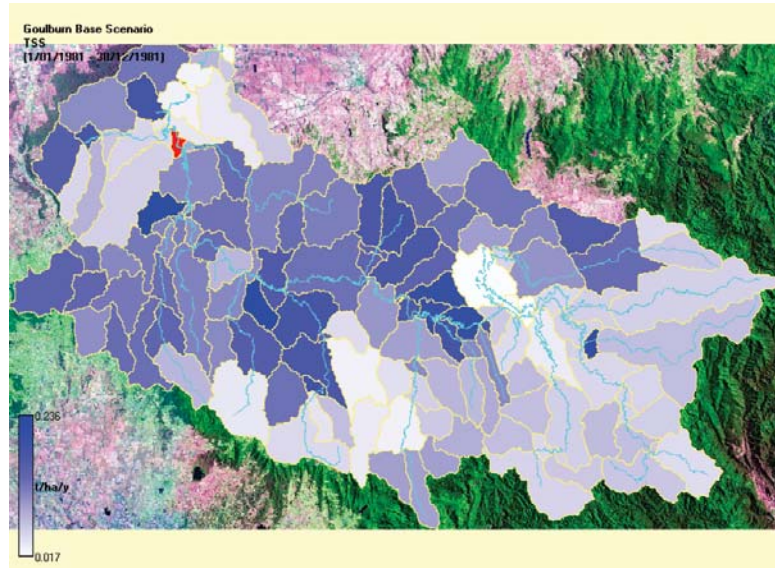 Goulburn Base Scenario
TSS
(1/01/1981 - 30/12/1981)
0.236
t/ha/y
0.017